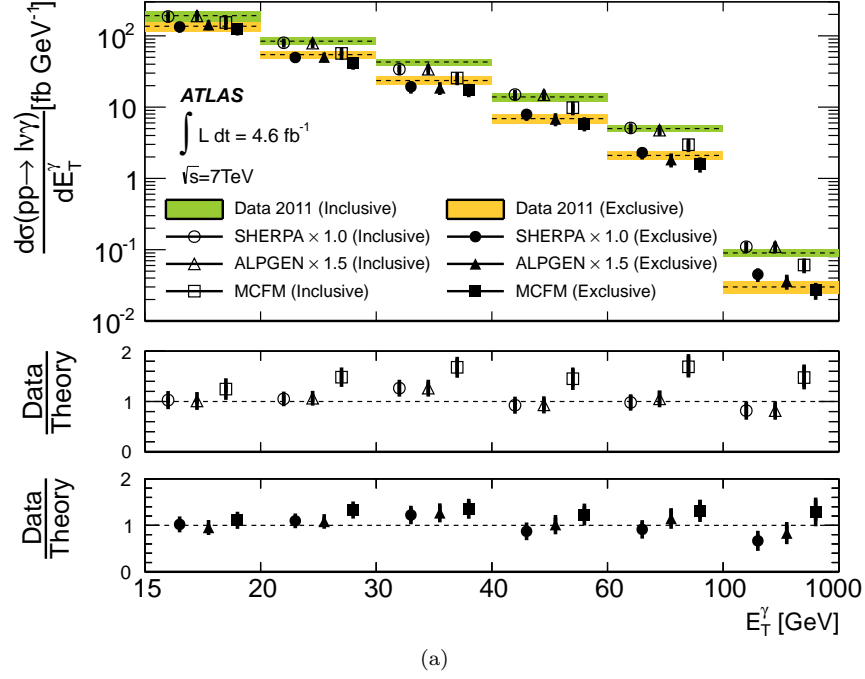 dσ(pp→ lνγ)
dE_T^γ
[fb GeV⁻¹]
10²
10
1
10⁻¹
10⁻²
ATLAS
∫ L dt = 4.6 fb⁻¹
√s=7TeV
Data 2011 (Inclusive)
Data 2011 (Exclusive)
SHERPA × 1.0 (Inclusive)
SHERPA × 1.0 (Exclusive)
ALPGEN × 1.5 (Inclusive)
ALPGEN × 1.5 (Exclusive)
MCFM (Inclusive)
MCFM (Exclusive)
Data
Theory
2
1
0
Data
Theory
2
1
0
15 20 30 40 60 100 1000
E_T^γ [GeV]
(a)